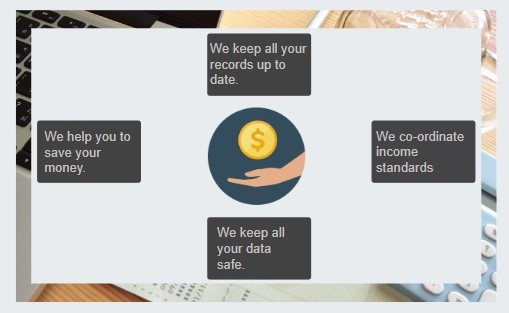 We keep all your
records up to
date.
We help you to
save your
money.
$
We co-ordinate
income
standards
We keep all
your data
safe.